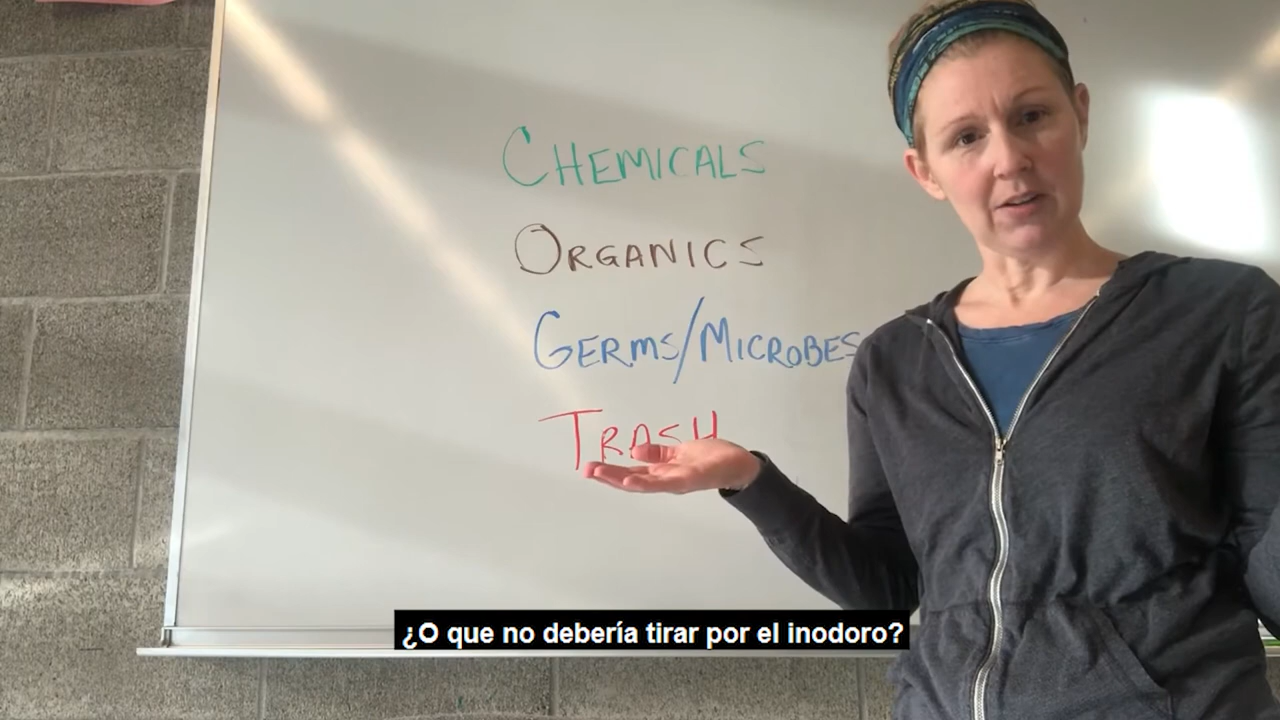 CHEMICALS
ORGANICS
GERMS/MICROBES
TRASH
¿O que no debería tirar por el inodoro?